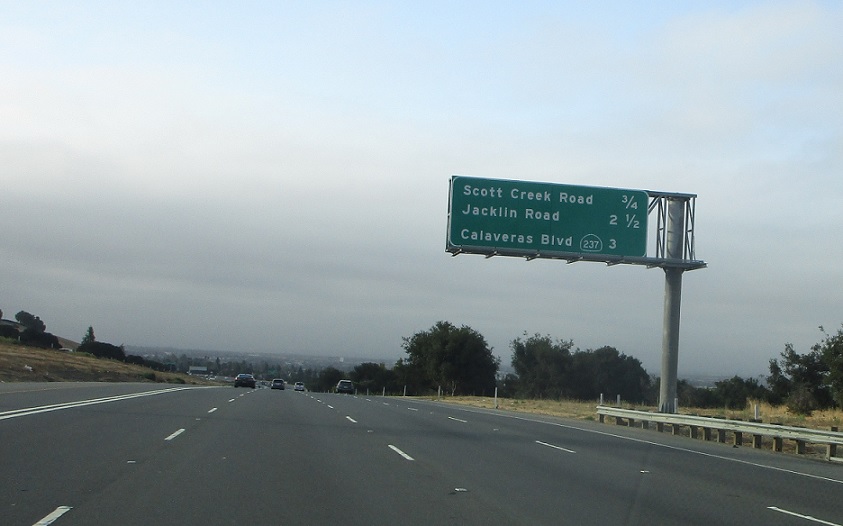 Scott Creek Road ¾
Jacklin Road 2 ½
Calaveras Blvd 237 3